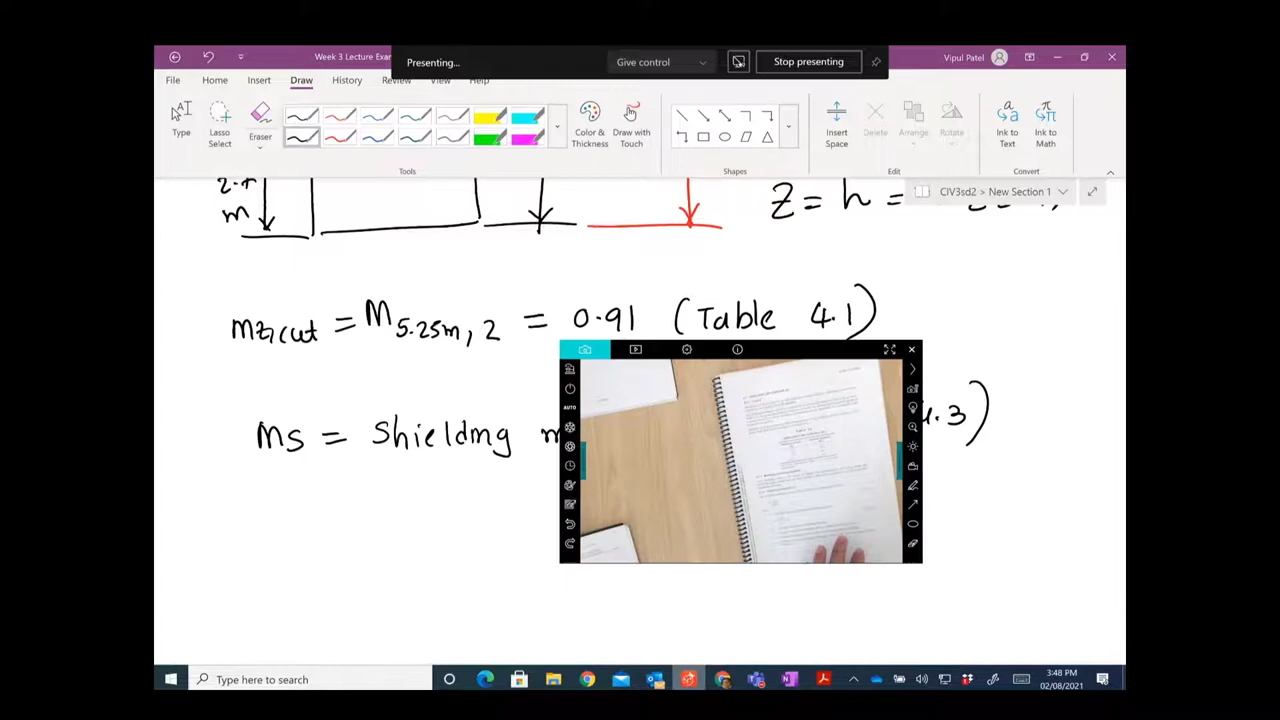 Week 3 Lecture Exam
Presenting...
Give control
Stop presenting
Vipul Patel
File Home Insert Draw History Review View Help
Type
Lasso Select
Eraser
Color & Thickness
Draw with Touch
Insert Space
Delete
Arrange
Rotate
Ink to Text
Ink to Math
Tools
Shapes
Edit
Convert
CIV3sd2 > New Section 1
m
z = h =
mz,cat = M5.25m, 2 = 0.91 (Table 4.1)
AUTO
ms = Shielding m 4.3)
Type here to search
3:48 PM
02/08/2021